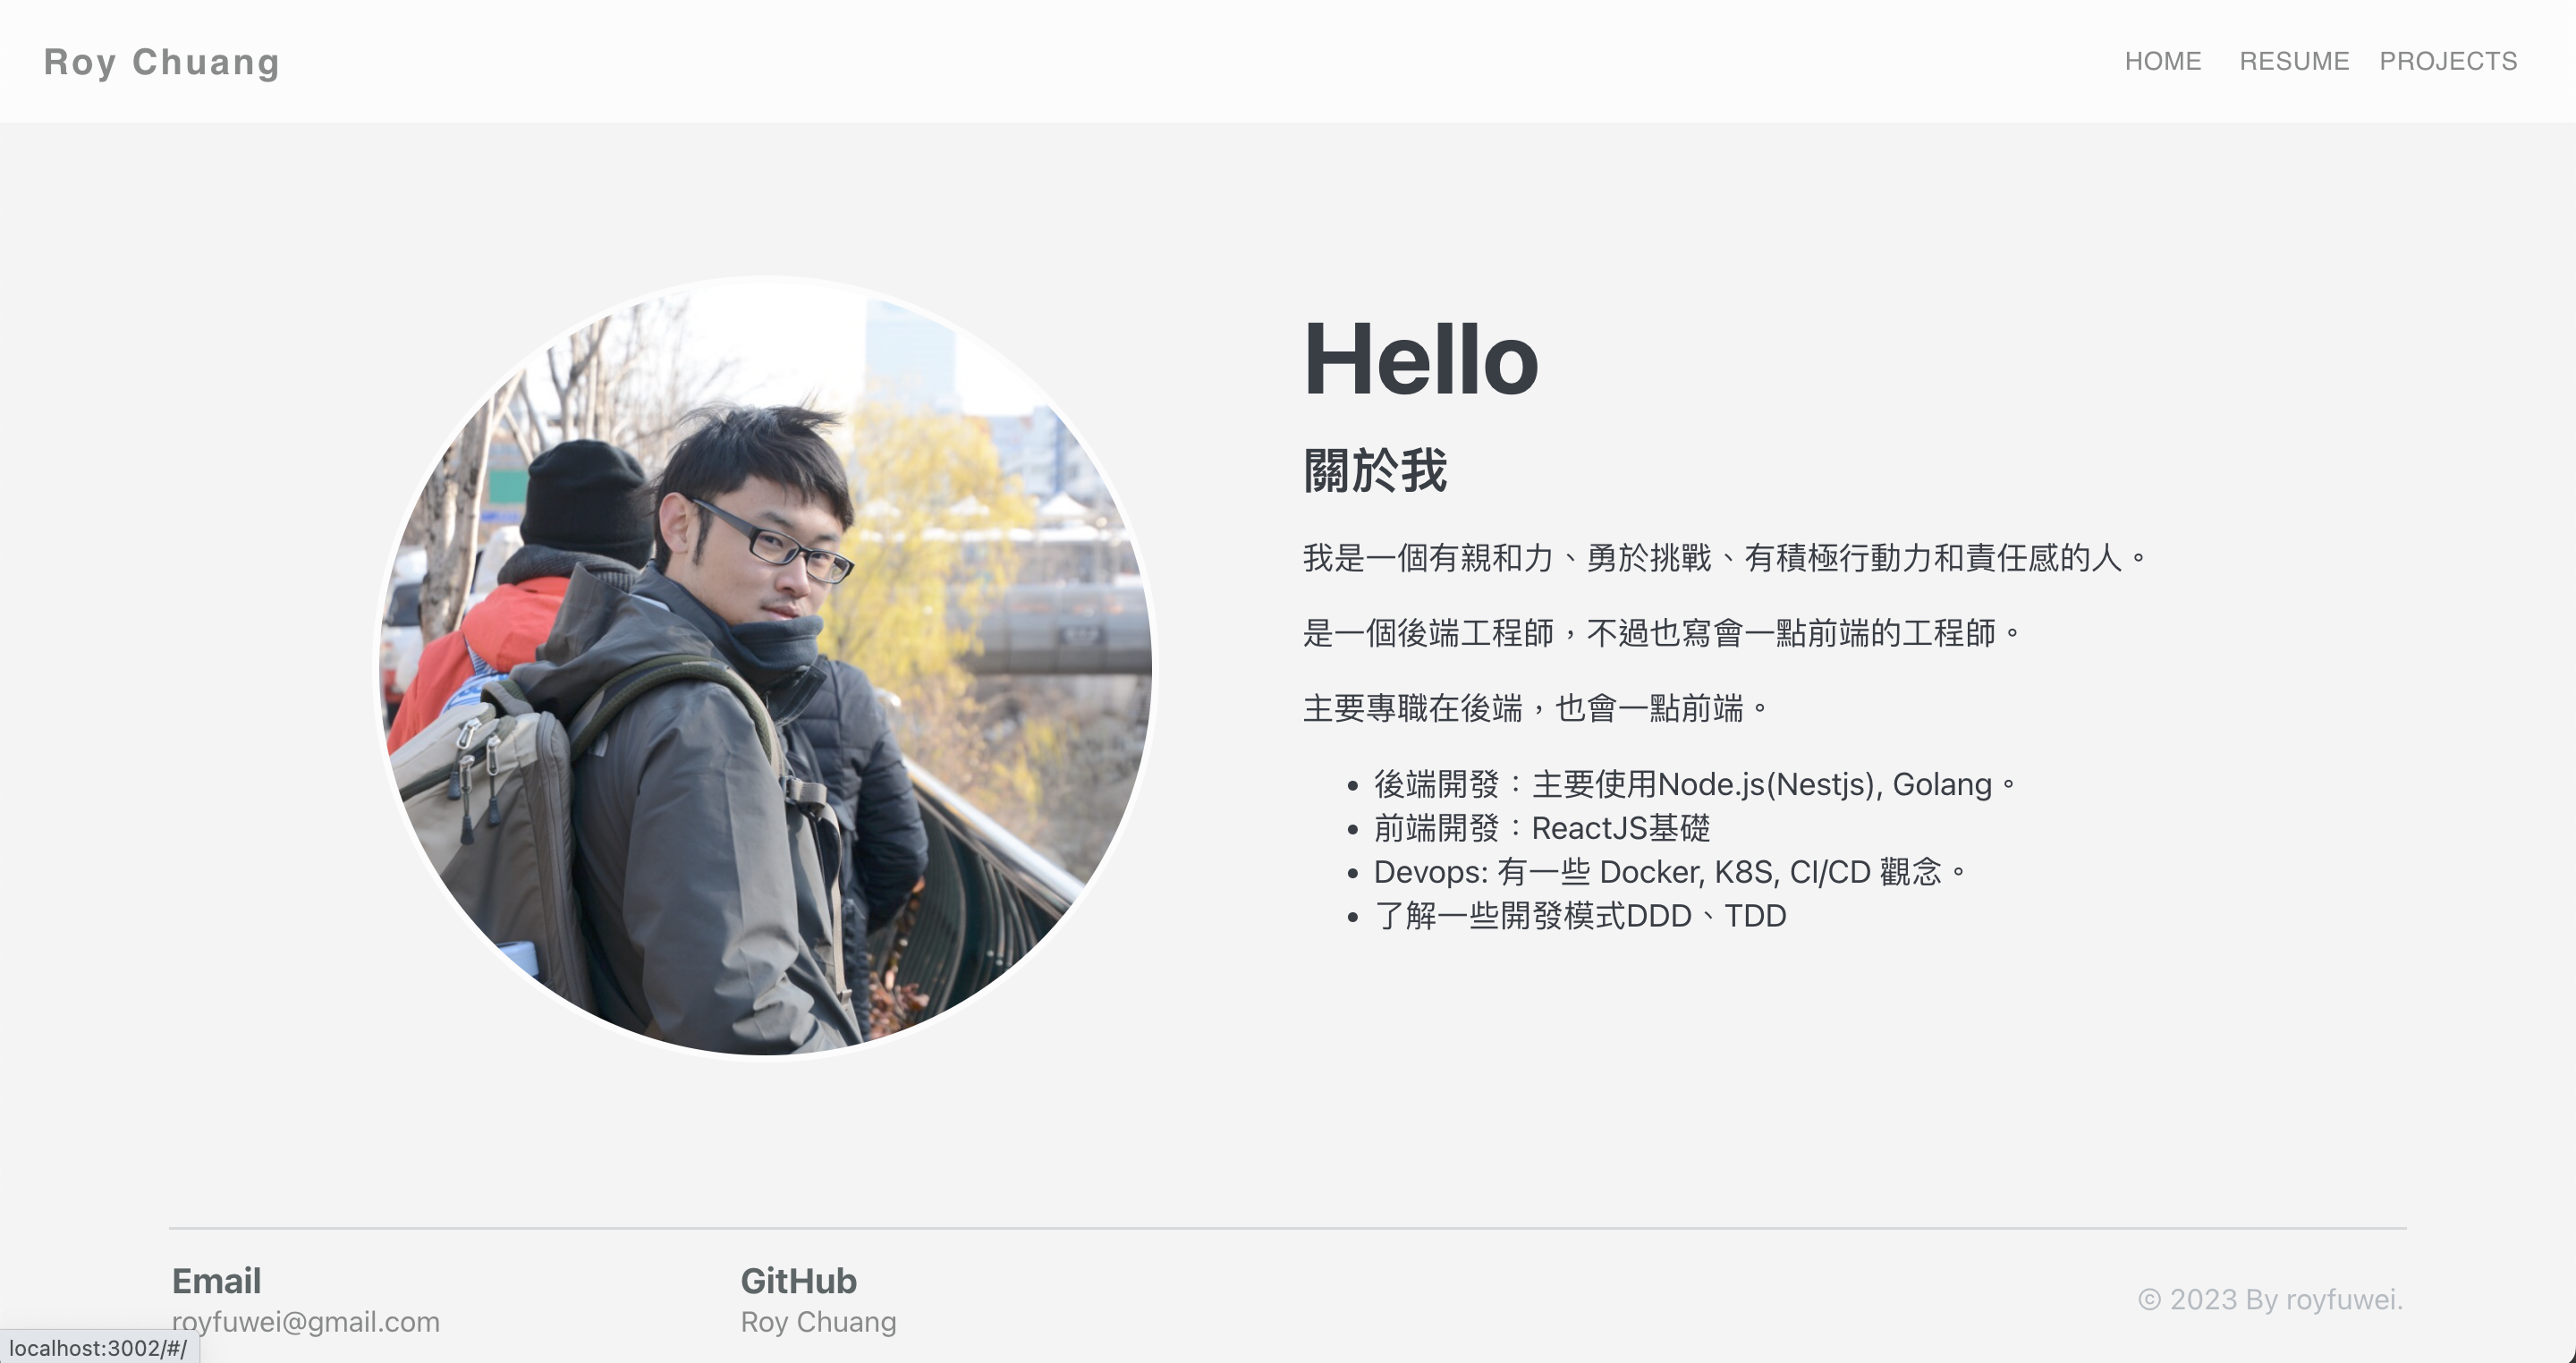 Roy Chuang
HOME RESUME PROJECTS
Hello
關於我
我是一個有親和力、勇於挑戰、有積極行動力和責任感的人。
是一個後端工程師，不過也寫會一點前端的工程師。
主要專職在後端，也會一點前端。
• 後端開發：主要使用Node.js(Nestjs), Golang。
• 前端開發：ReactJS基礎
• Devops: 有一些 Docker, K8S, CI/CD 觀念。
• 了解一些開發模式DDD、TDD
Email
royfuwei@gmail.com
GitHub
Roy Chuang
© 2023 By royfuwei.
localhost:3002/#/